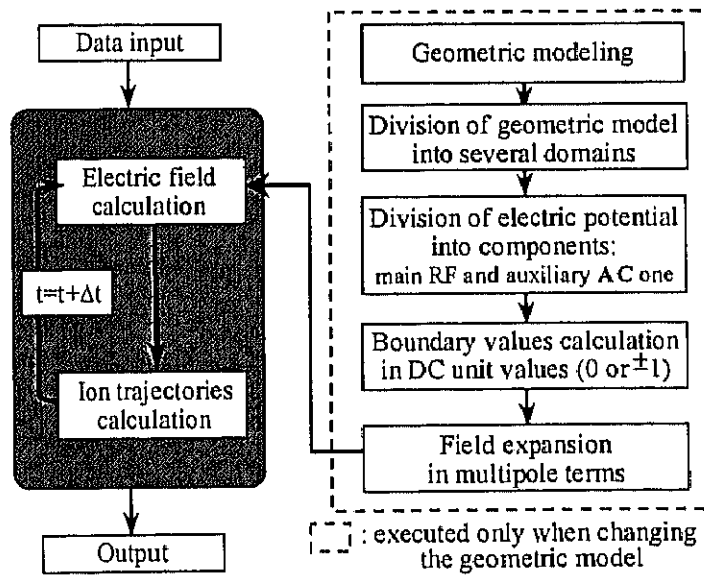 Data input
Electric field
calculation
t=t+Δt
Ion trajectories
calculation
Output
Geometric modeling
Division of geometric model
into several domains
Division of electric potential
into components:
main RF and auxiliary AC one
Boundary values calculation
in DC unit values (0 or ±1)
Field expansion
in multipole terms
: executed only when changing
the geometric model